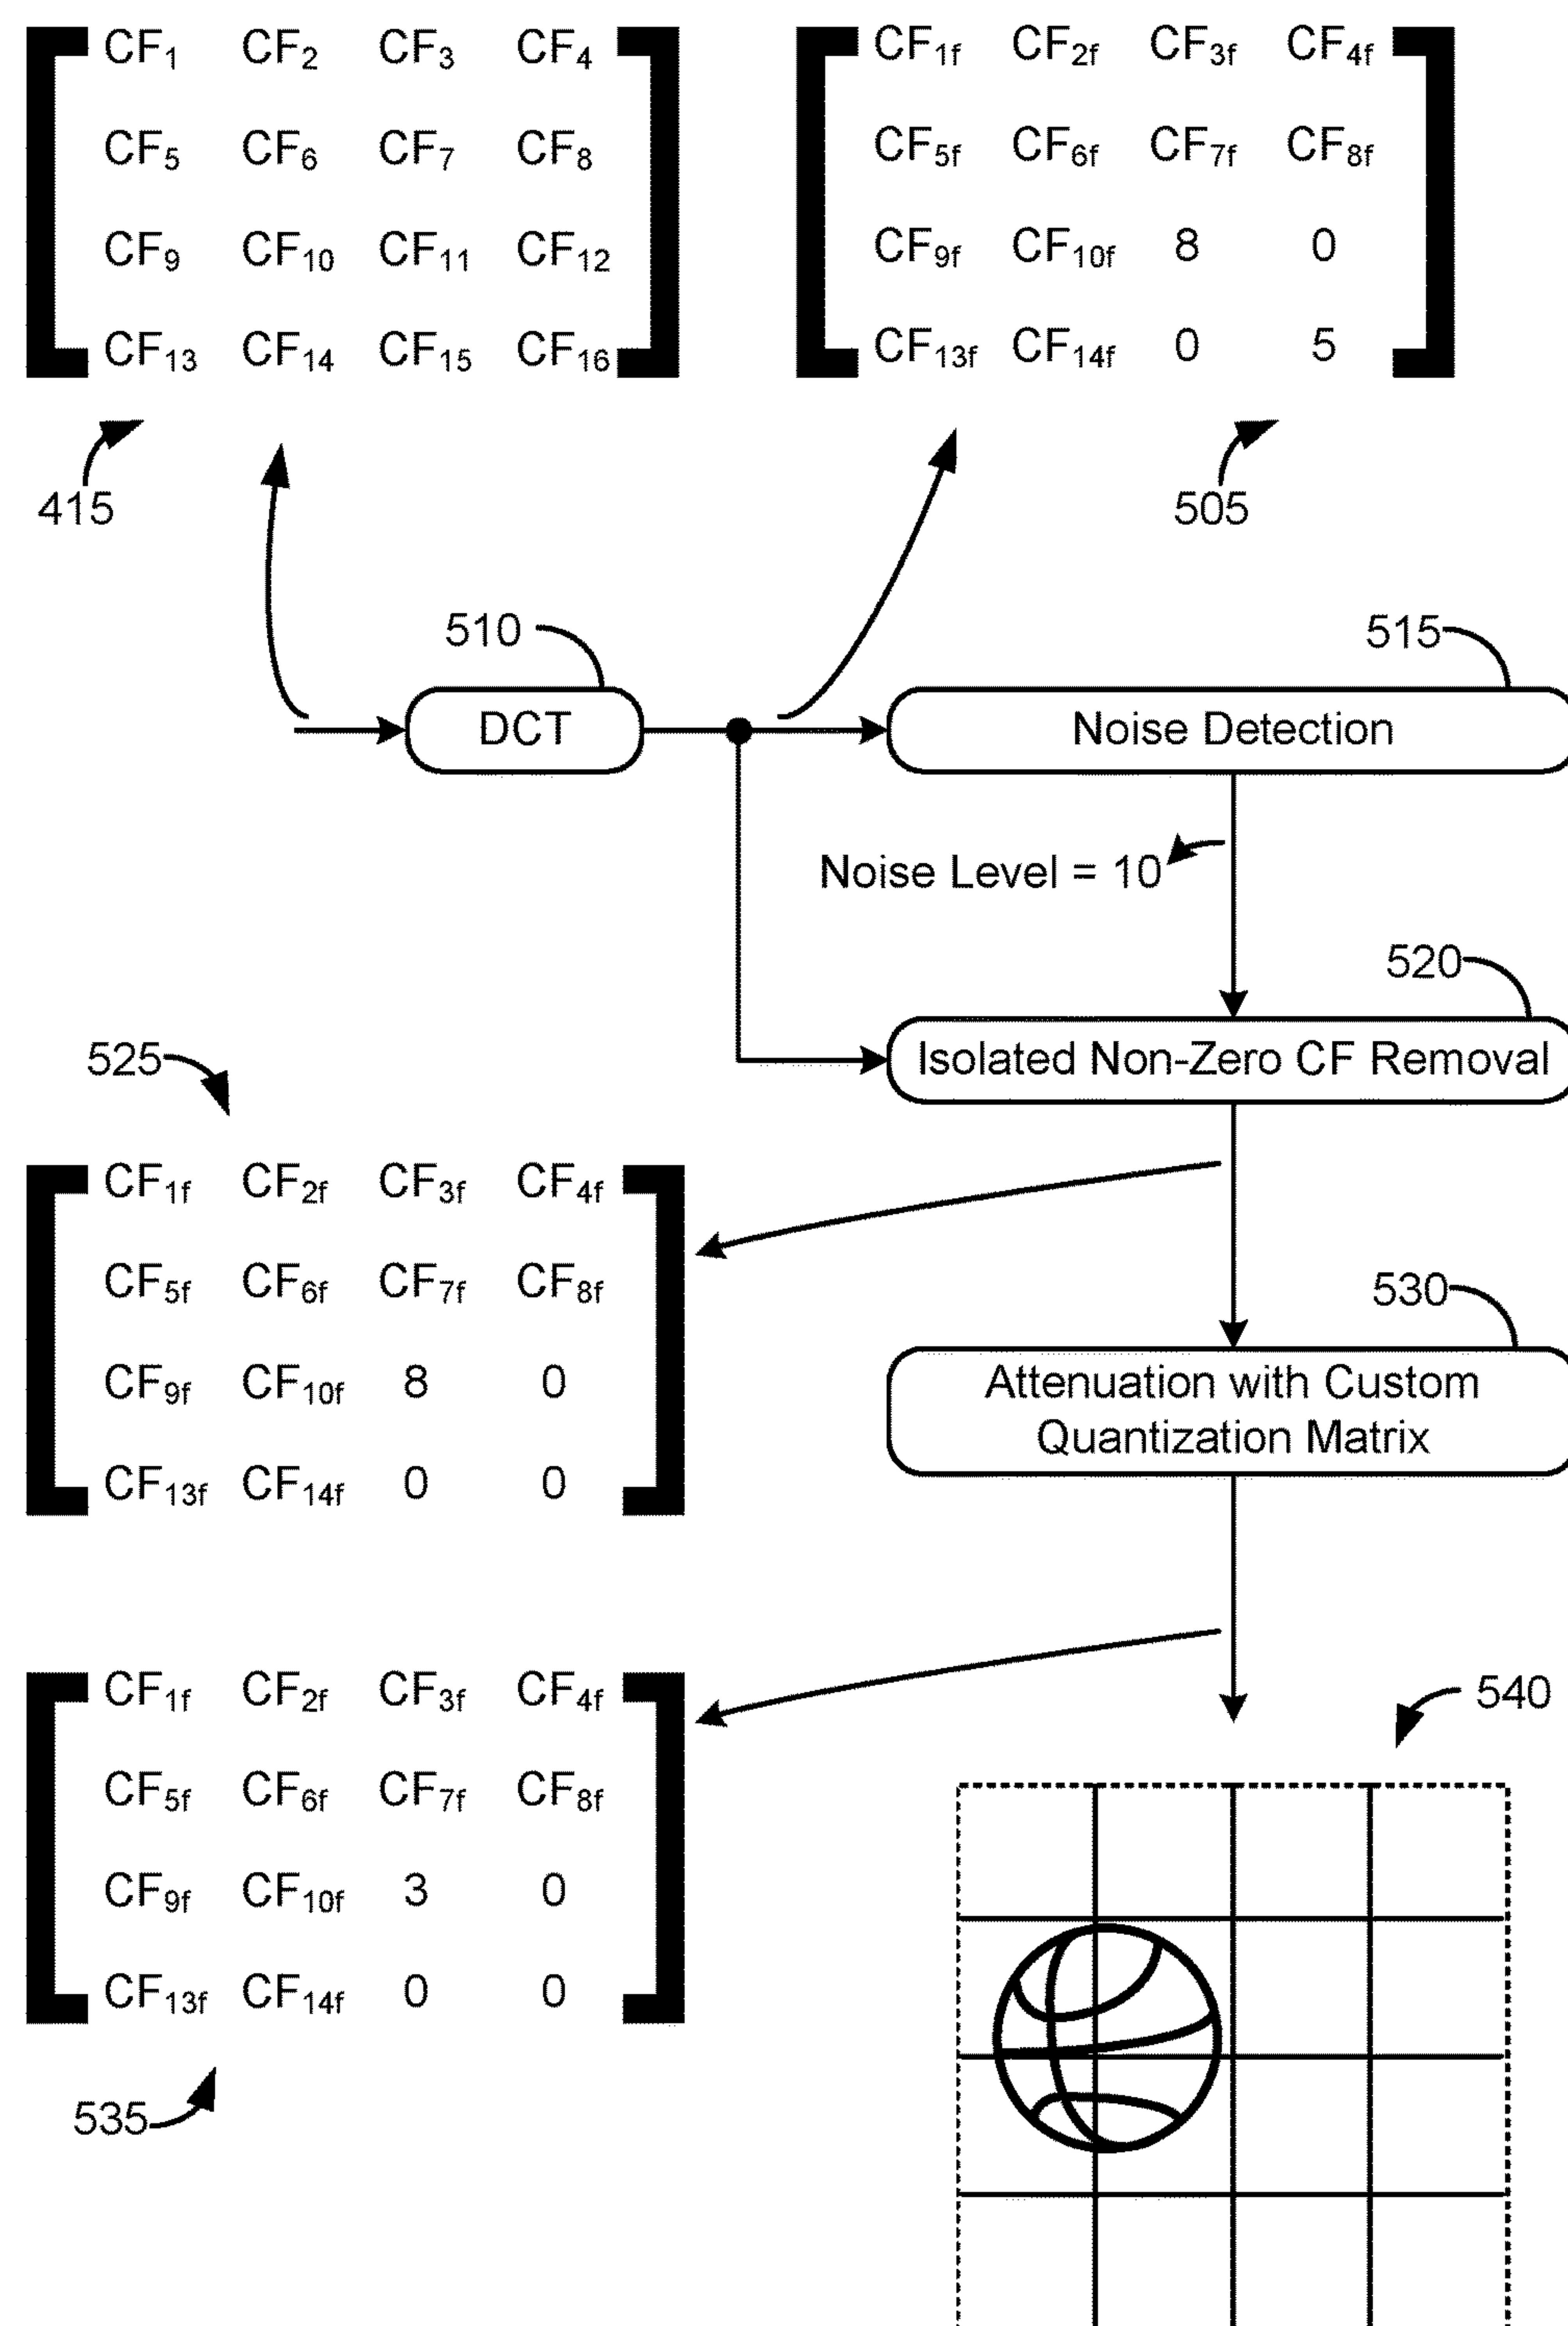 CF1 CF2 CF3 CF4
CF5 CF6 CF7 CF8
CF9 CF10 CF11 CF12
CF13 CF14 CF15 CF16
415
CF1f CF2f CF3f CF4f
CF5f CF6f CF7f CF8f
CF9f CF10f 8 0
CF13f CF14f 0 5
505
510
DCT
515
Noise Detection
Noise Level = 10
520
Isolated Non-Zero CF Removal
525
CF1f CF2f CF3f CF4f
CF5f CF6f CF7f CF8f
CF9f CF10f 8 0
CF13f CF14f 0 0
530
Attenuation with Custom
Quantization Matrix
CF1f CF2f CF3f CF4f
CF5f CF6f CF7f CF8f
CF9f CF10f 3 0
CF13f CF14f 0 0
535
540